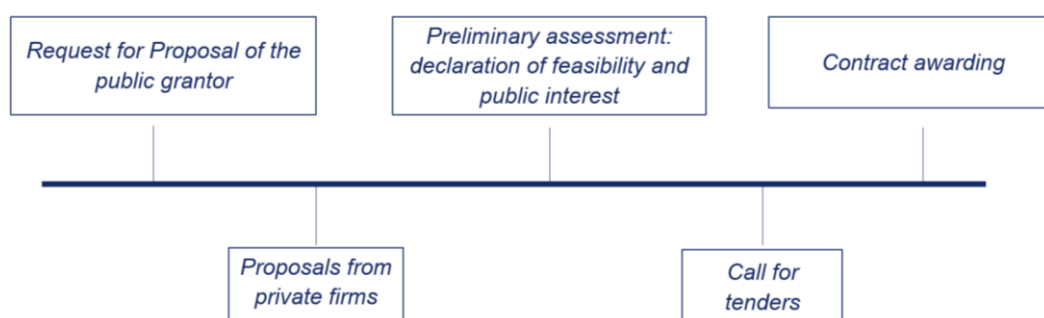 Request for Proposal of the
public grantor
Preliminary assessment:
declaration of feasibility and
public interest
Contract awarding
Proposals from
private firms
Call for
tenders